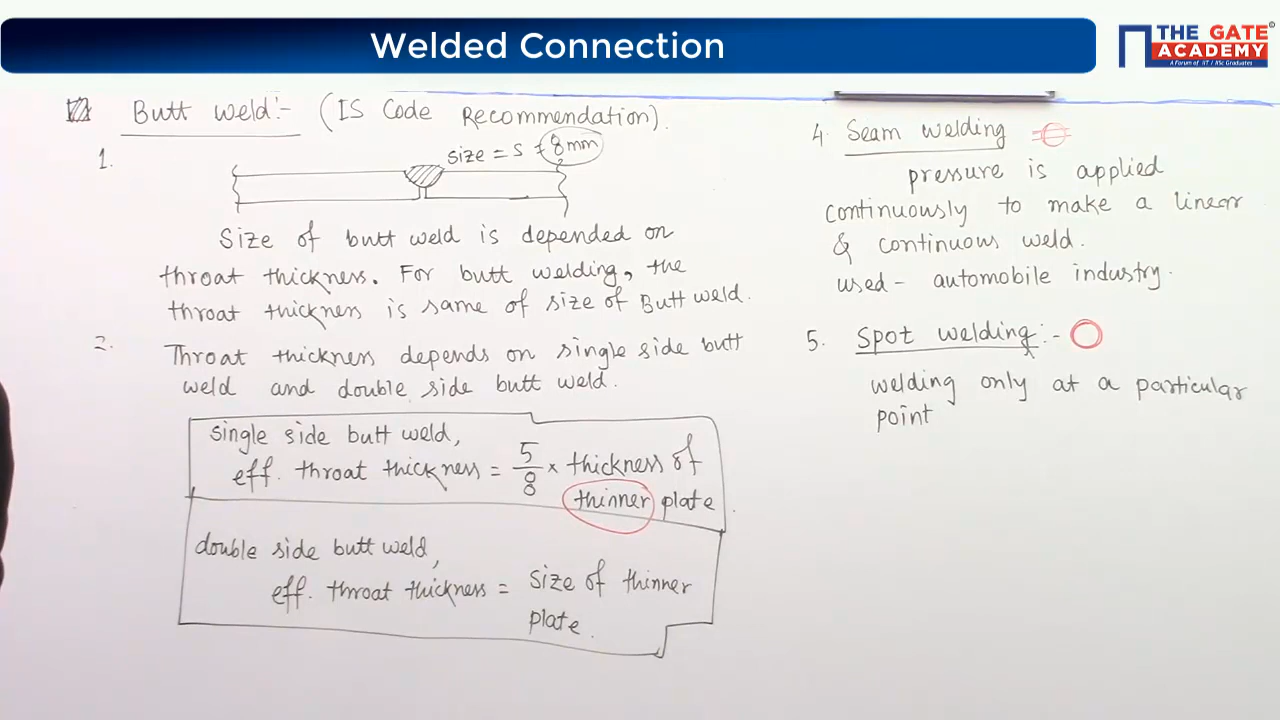 Welded Connection
THE GATE
ACADEMY
A Forum of IIT / IISc Graduates
Butt weld:- (IS Code Recommendation).
1.
size = S = 8mm
Size of butt weld is depended on
throat thickness. For butt welding, the
throat thickness is same of size of Butt weld.
2. Throat thickness depends on single side butt
weld and double side butt weld.
single side butt weld,
eff. throat thickness = 5/8 × thickness of
thinner plate
double side butt weld,
eff. throat thickness = Size of thinner
plate.
4. Seam welding
pressure is applied
continuously to make a linear
& continuous weld.
used - automobile industry.
5. Spot welding:-
welding only at a particular
point